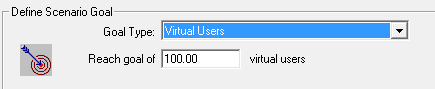 Define Scenario Goal
Goal Type: Virtual Users
Reach goal of 100.00 virtual users